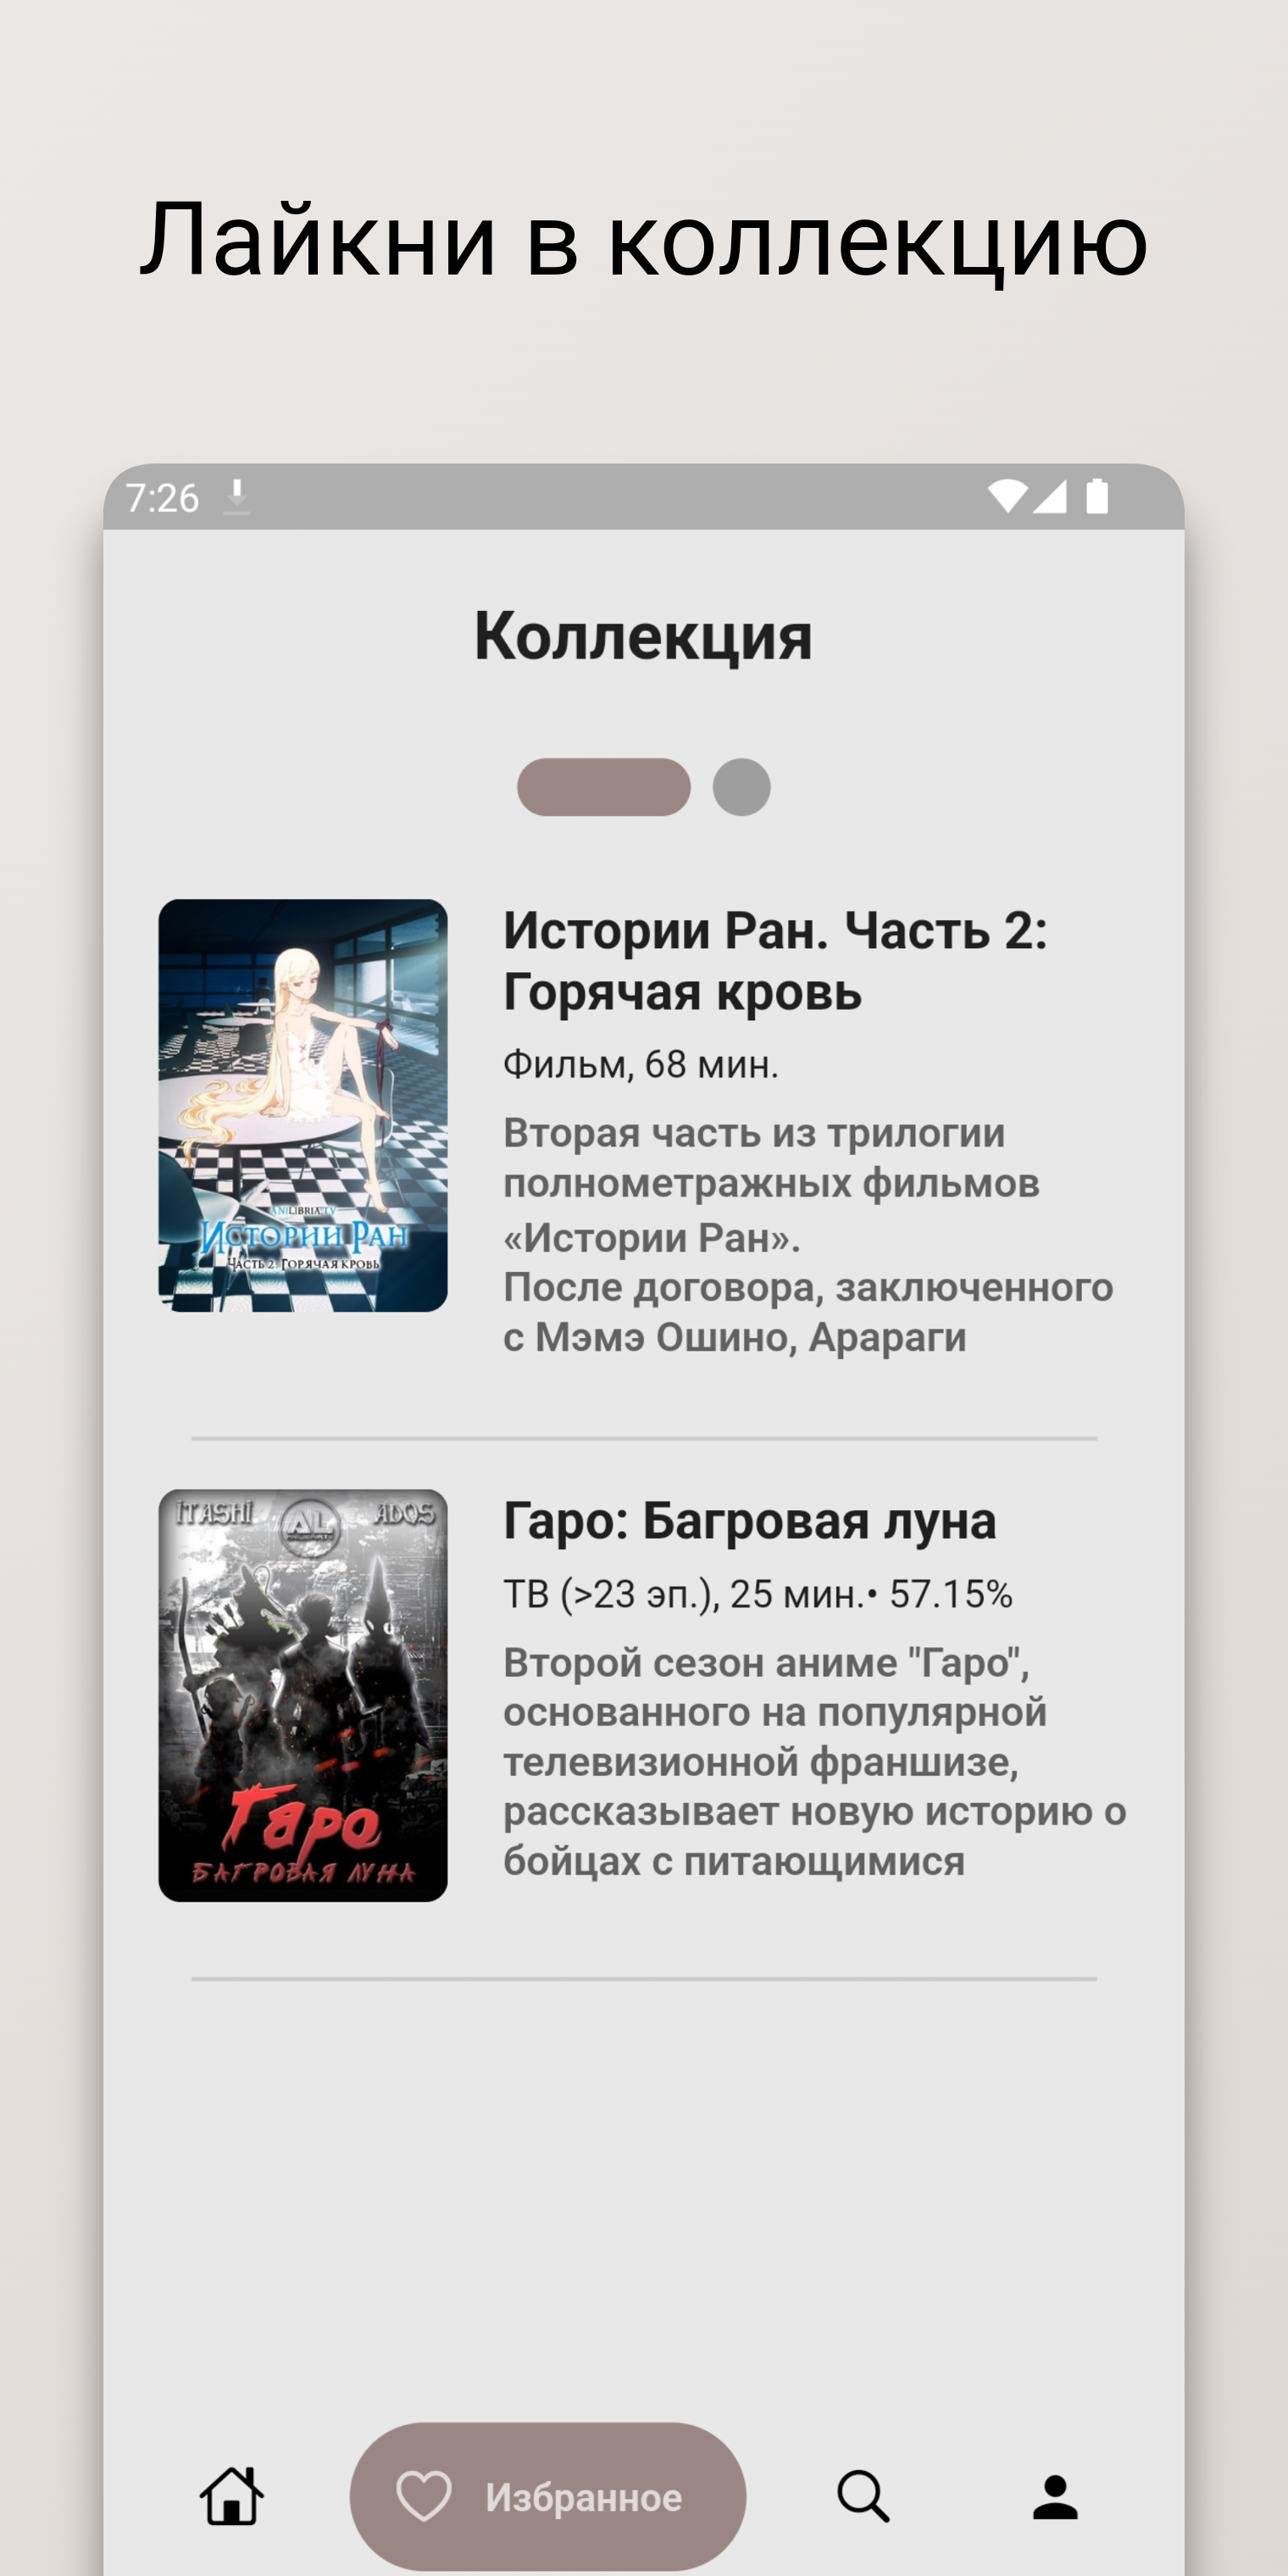 Лайкни в коллекцию
7:26
Коллекция
Истории Ран. Часть 2:
Горячая кровь
Фильм, 68 мин.
Вторая часть из трилогии
полнометражных фильмов
«Истории Ран».
После договора, заключенного
с Мэмэ Ошино, Арараги
ANILIBRIA.TV
Истории Ран
Часть 2. Горячая кровь
Гаро: Багровая луна
ТВ (>23 эп.), 25 мин.• 57.15%
Второй сезон аниме "Гаро",
основанного на популярной
телевизионной франшизе,
рассказывает новую историю о
бойцах с питающимися
ITASHI
AL
ADOS
Гаро
БАГРОВАЯ ЛУНА
Избранное